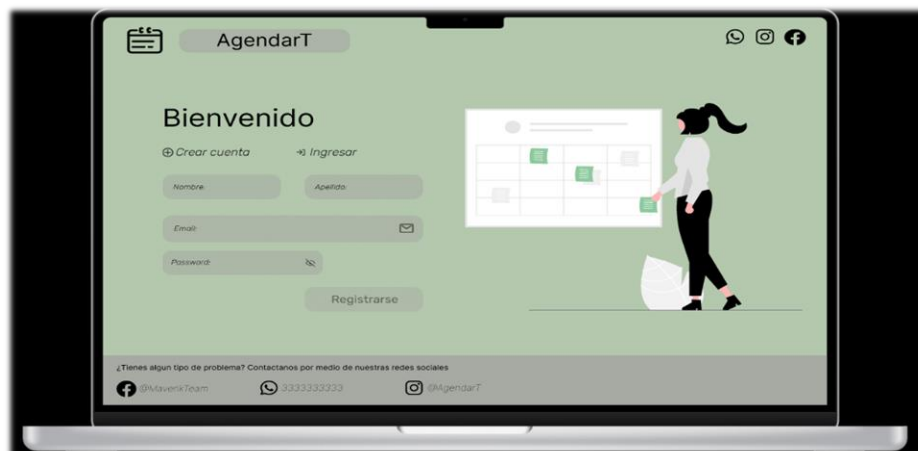 AgendarT
Bienvenido
Crear cuenta
Ingresar
Nombre:
Apellido:
Email:
Password:
Registrarse
¿Tienes algun tipo de problema? Contactanos por medio de nuestras redes sociales
@MaverikTeam
3333333333
@AgendarT